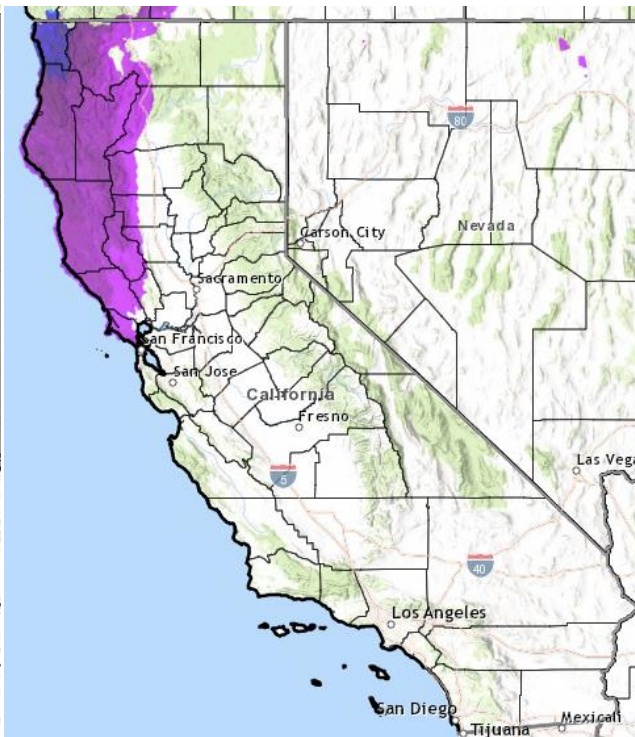 80
Carson City
Nevada
Sacramento
San Francisco
San Jose
California
Fresno
Las Vega
5
40
Los Angeles
San Diego
Mexicali
Tijuana